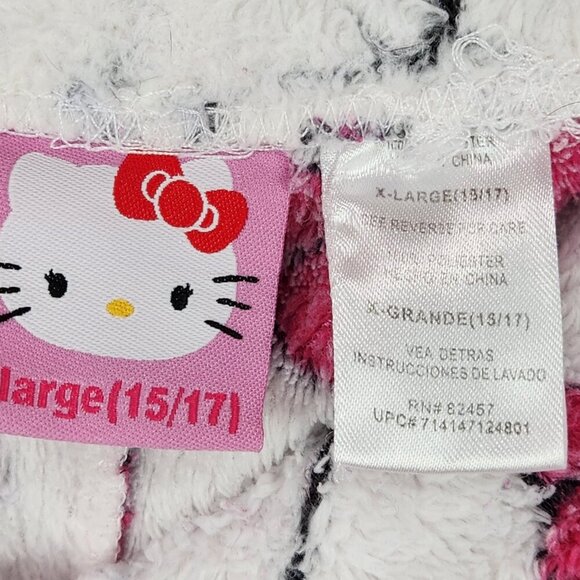 large(15/17)
CHINA
X-LARGE(15/17)
SEE REVERSE FOR CARE
100% POLIESTER
HECHO EN CHINA
X-GRANDE(15/17)
VEA DETRAS
INSTRUCCIONES DE LAVADO
RN# 62457
UPC# 714147124801